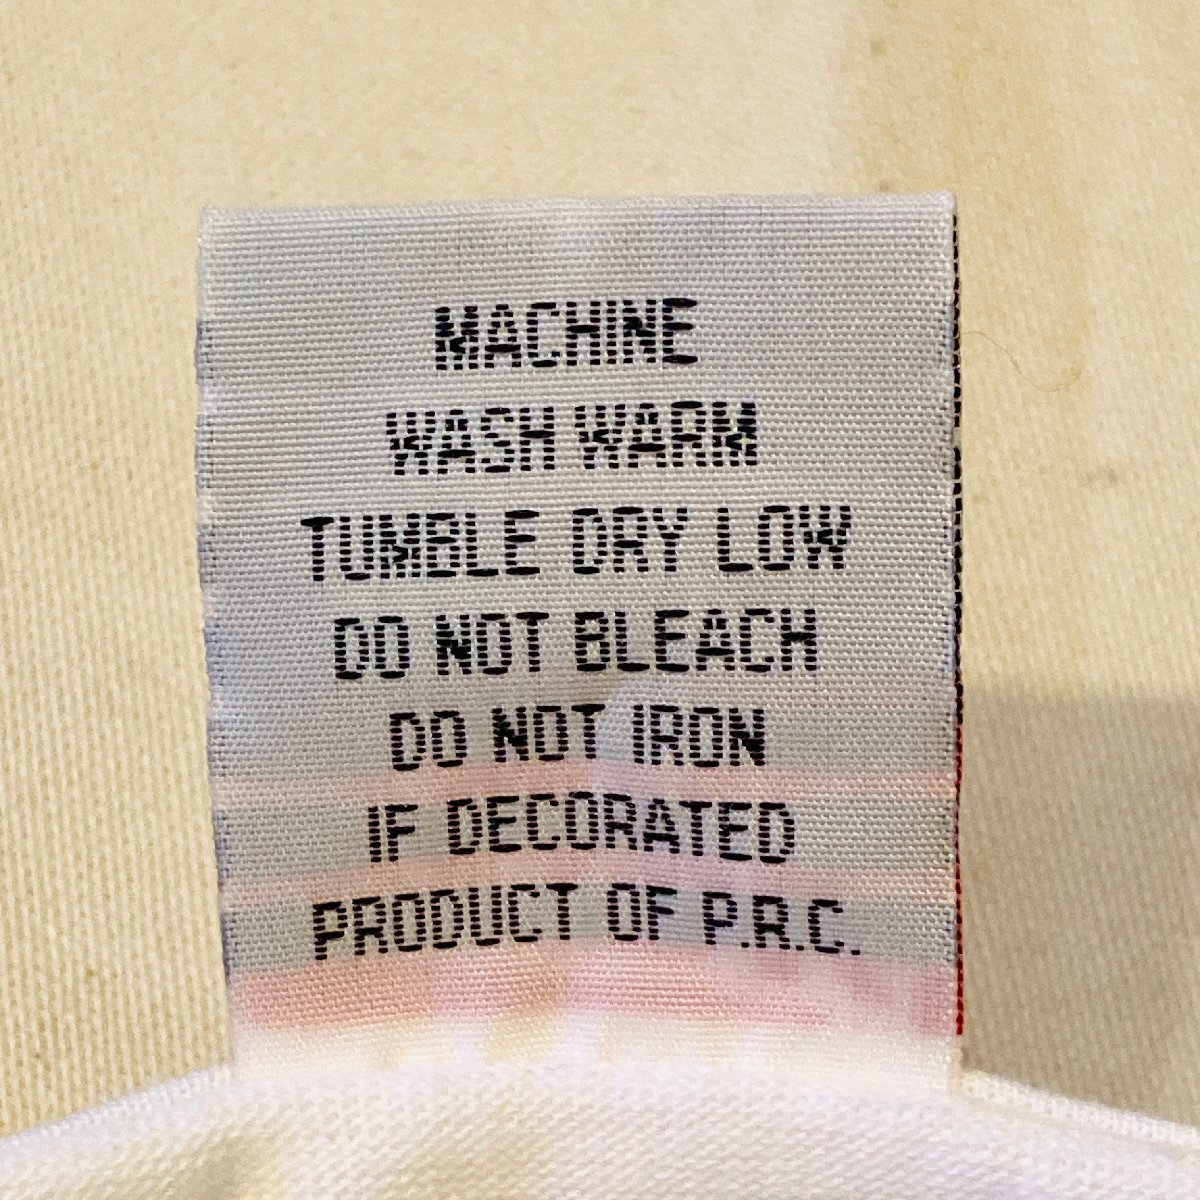 MACHINE
WASH WARM
TUMBLE DRY LOW
DO NOT BLEACH
DO NOT IRON
IF DECORATED
PRODUCT OF P.R.C.